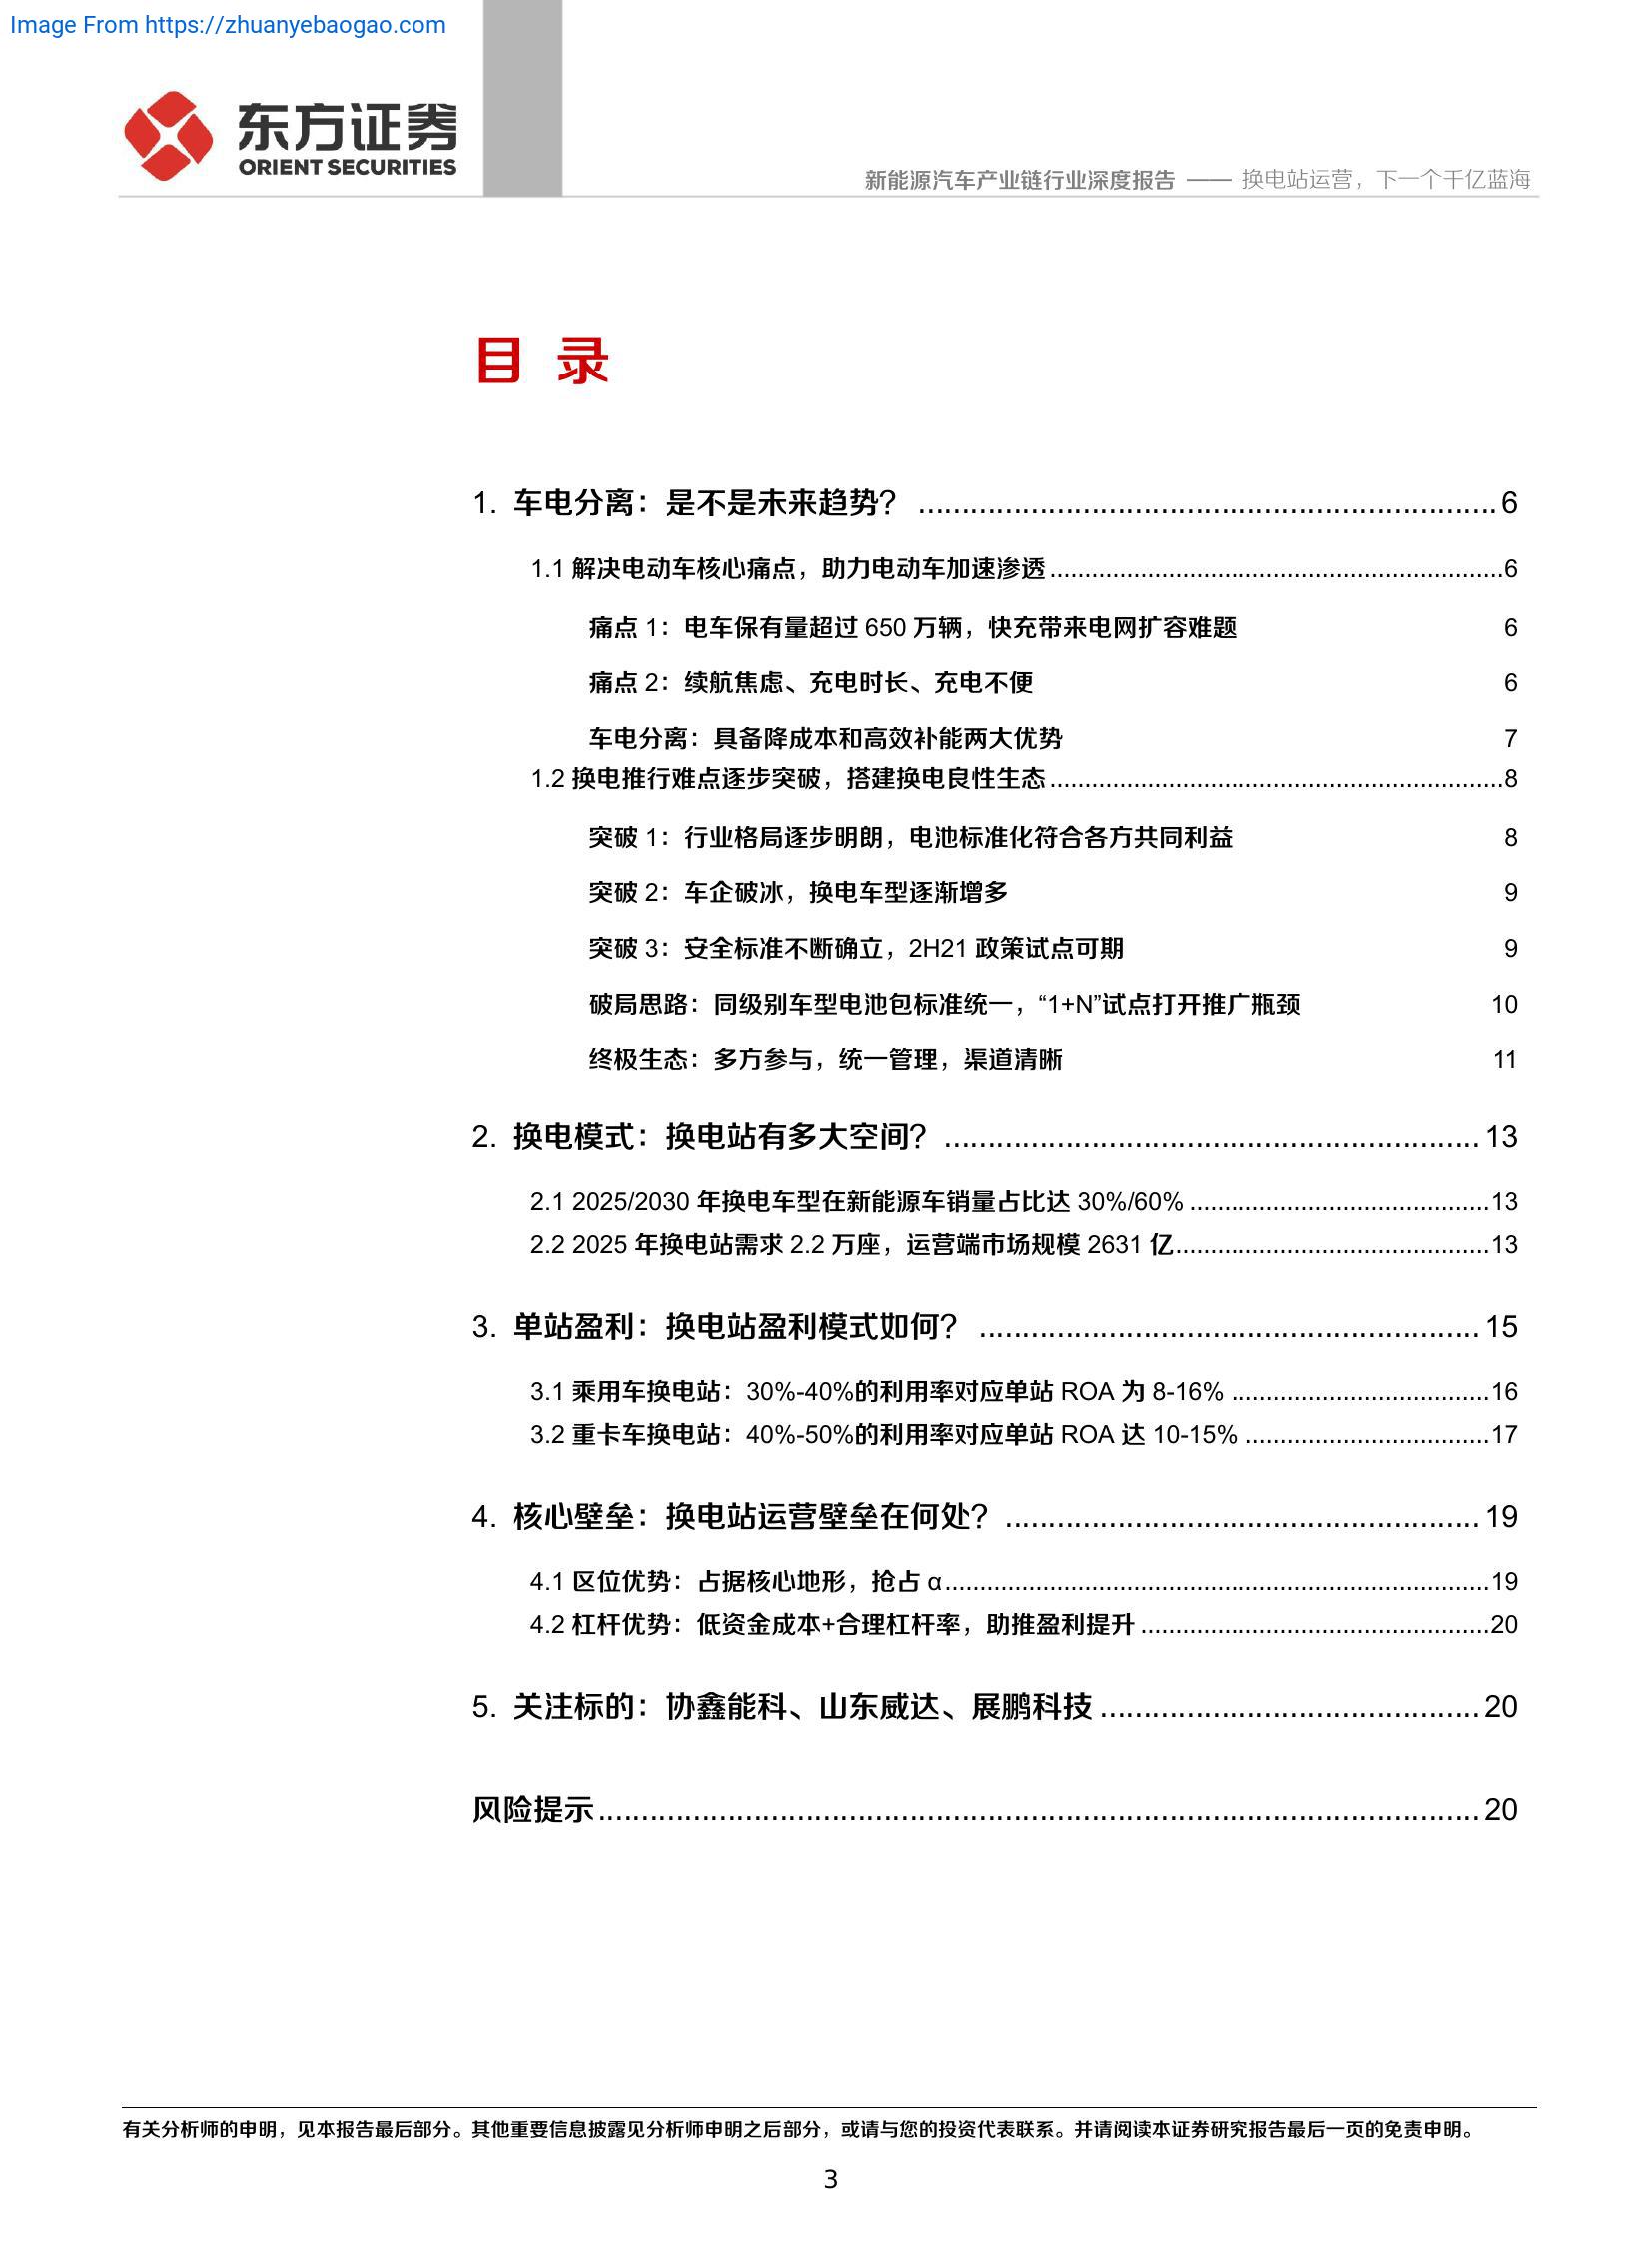 Image From https://zhuanyebaogao.com
东方证券
ORIENT SECURITIES
新能源汽车产业链行业深度报告 —— 换电站运营，下一个千亿蓝海
目 录
1. 车电分离：是不是未来趋势？ ................................................................... 6
1.1 解决电动车核心痛点，助力电动车加速渗透.................................................................6
痛点 1：电车保有量超过 650 万辆，快充带来电网扩容难题 6
痛点 2：续航焦虑、充电时长、充电不便 6
车电分离：具备降成本和高效补能两大优势 7
1.2 换电推行难点逐步突破，搭建换电良性生态.................................................................8
突破 1：行业格局逐步明朗，电池标准化符合各方共同利益 8
突破 2：车企破冰，换电车型逐渐增多 9
突破 3：安全标准不断确立，2H21 政策试点可期 9
破局思路：同级别车型电池包标准统一，“1+N”试点打开推广瓶颈 10
终极生态：多方参与，统一管理，渠道清晰 11
2. 换电模式：换电站有多大空间？ .............................................................. 13
2.1 2025/2030 年换电车型在新能源车销量占比达 30%/60% ...........................................13
2.2 2025 年换电站需求 2.2 万座，运营端市场规模 2631 亿.............................................13
3. 单站盈利：换电站盈利模式如何？ .......................................................... 15
3.1 乘用车换电站：30%-40%的利用率对应单站 ROA 为 8-16% .....................................16
3.2 重卡车换电站：40%-50%的利用率对应单站 ROA 达 10-15% ...................................17
4. 核心壁垒：换电站运营壁垒在何处？ ....................................................... 19
4.1 区位优势：占据核心地形，抢占 α..............................................................................19
4.2 杠杆优势：低资金成本+合理杠杆率，助推盈利提升 ..................................................20
5. 关注标的：协鑫能科、山东威达、展鹏科技 ............................................ 20
风险提示...................................................................................................... 20
有关分析师的申明，见本报告最后部分。其他重要信息披露见分析师申明之后部分，或请与您的投资代表联系。并请阅读本证券研究报告最后一页的免责申明。
3